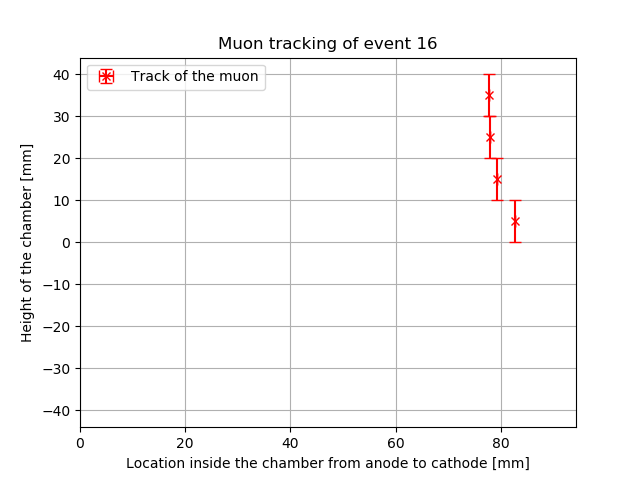 Muon tracking of event 16
Track of the muon
Height of the chamber [mm]
40
30
20
10
0
−10
−20
−30
−40
0 20 40 60 80
Location inside the chamber from anode to cathode [mm]